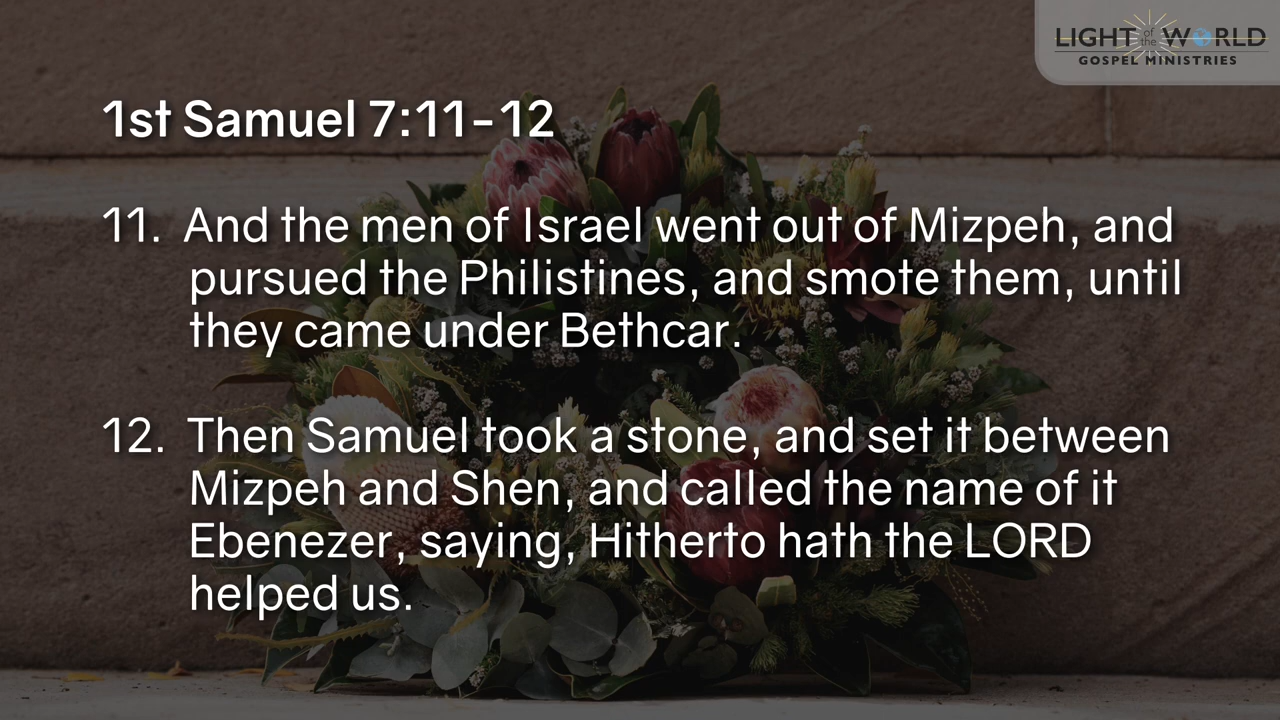 LIGHT of the WORLD
GOSPEL MINISTRIES
1st Samuel 7:11-12
11. And the men of Israel went out of Mizpeh, and
pursued the Philistines, and smote them, until
they came under Bethcar.
12. Then Samuel took a stone, and set it between
Mizpeh and Shen, and called the name of it
Ebenezer, saying, Hitherto hath the LORD
helped us.